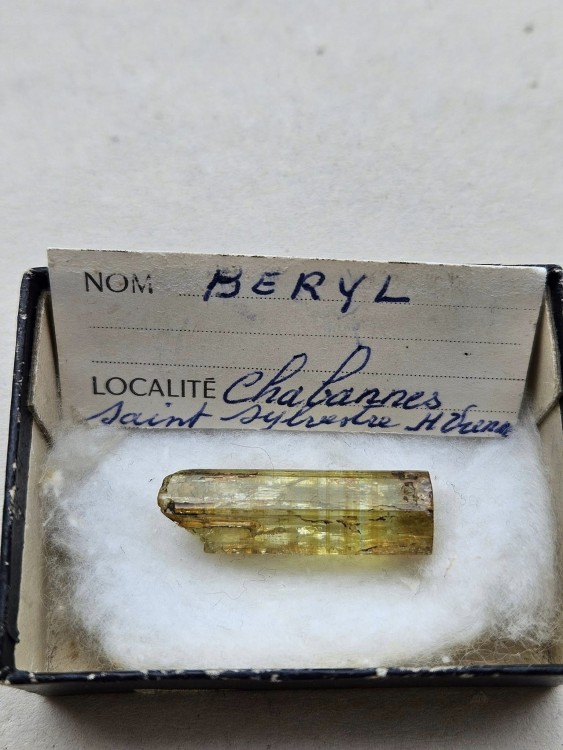 NOM BERYL
LOCALITÉ Chabannes
Saint Sylvestre H Vienne